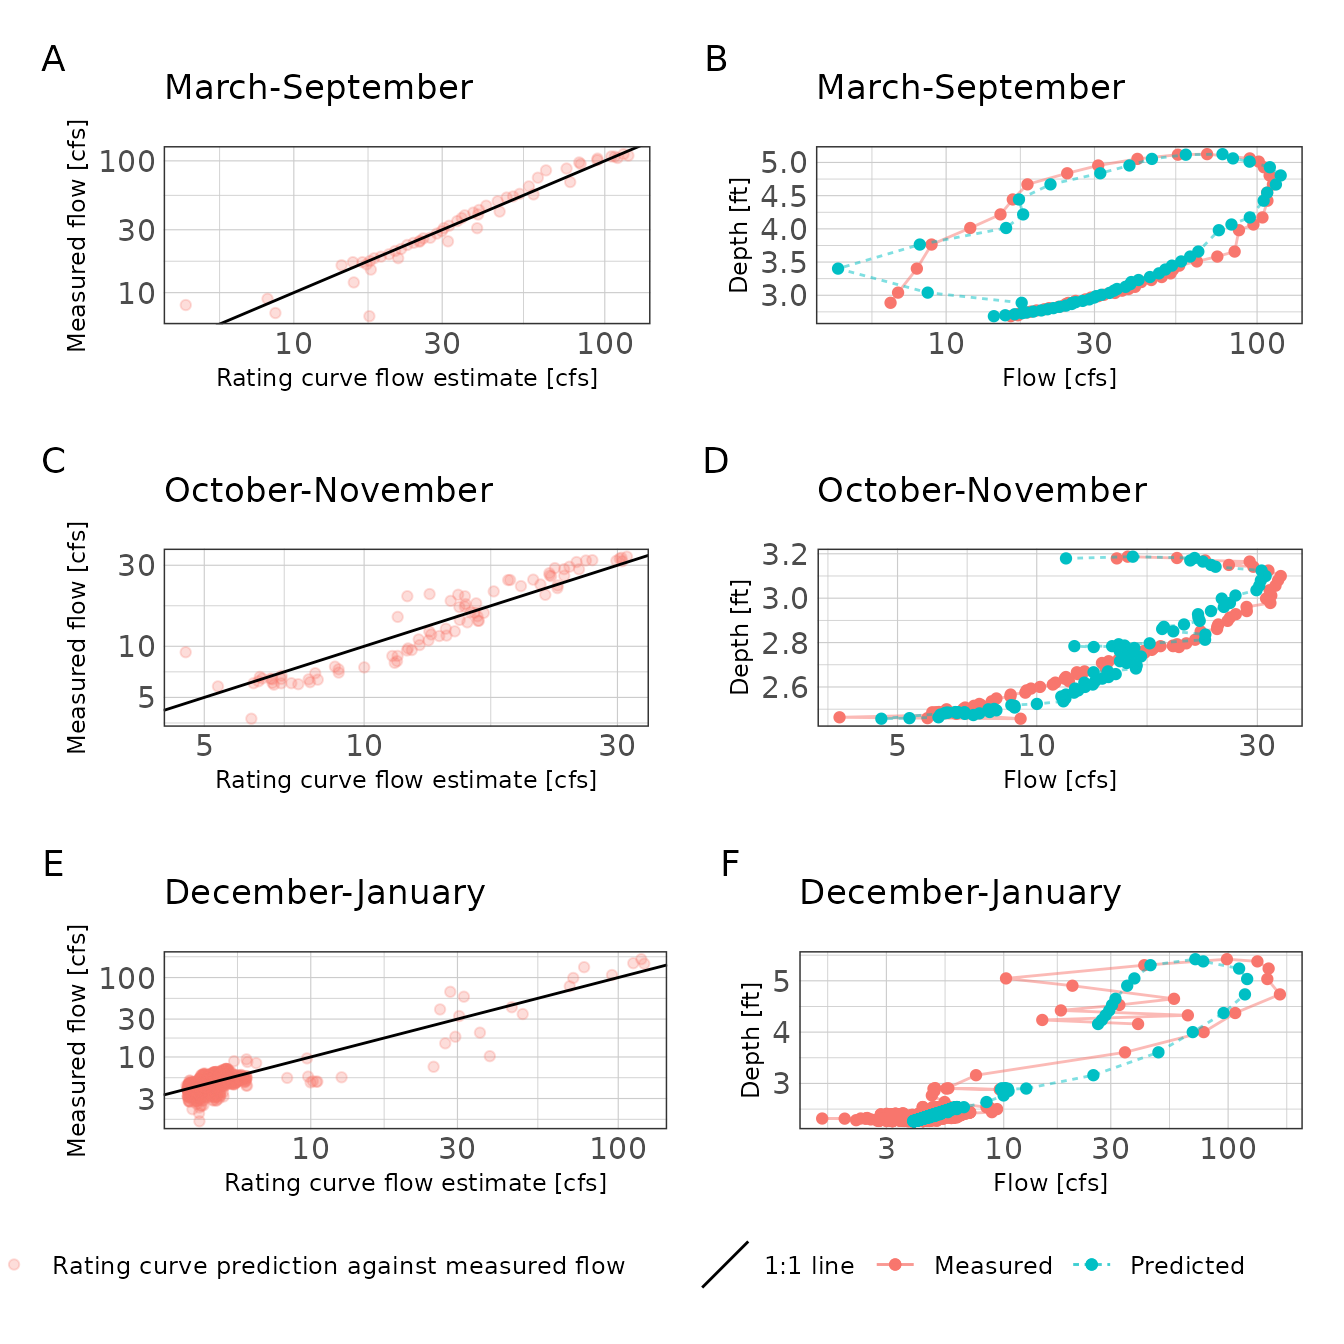 A
March-September
Measured flow [cfs]
100
30
10
10 30 100
Rating curve flow estimate [cfs]
B
March-September
Depth [ft]
5.0
4.5
4.0
3.5
3.0
10 30 100
Flow [cfs]
C
October-November
Measured flow [cfs]
30
10
5
5 10 30
Rating curve flow estimate [cfs]
D
October-November
Depth [ft]
3.2
3.0
2.8
2.6
5 10 30
Flow [cfs]
E
December-January
Measured flow [cfs]
100
30
10
3
10 30 100
Rating curve flow estimate [cfs]
F
December-January
Depth [ft]
5
4
3
3 10 30 100
Flow [cfs]
Rating curve prediction against measured flow 1:1 line Measured Predicted